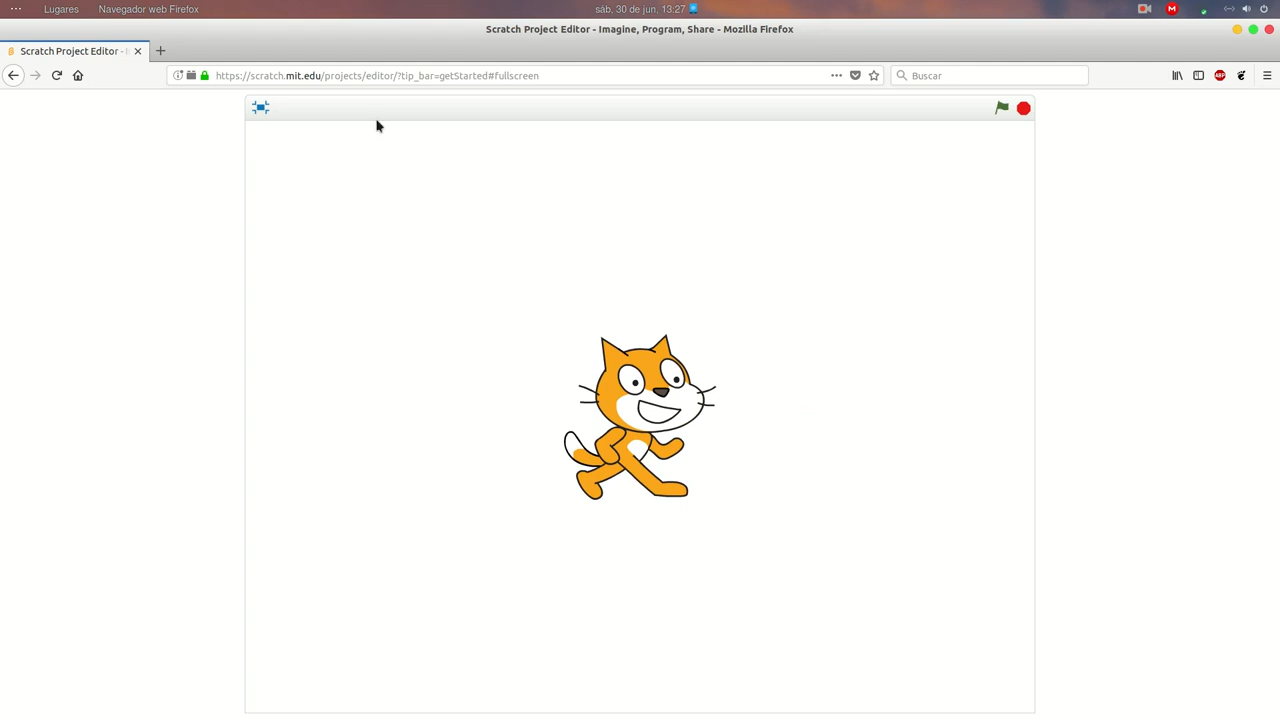 Lugares Navegador web Firefox sáb, 30 de jun, 13:27
Scratch Project Editor - Imagine, Program, Share - Mozilla Firefox
Scratch Project Editor -
https://scratch.mit.edu/projects/editor/?tip_bar=getStarted#fullscreen Buscar ABP